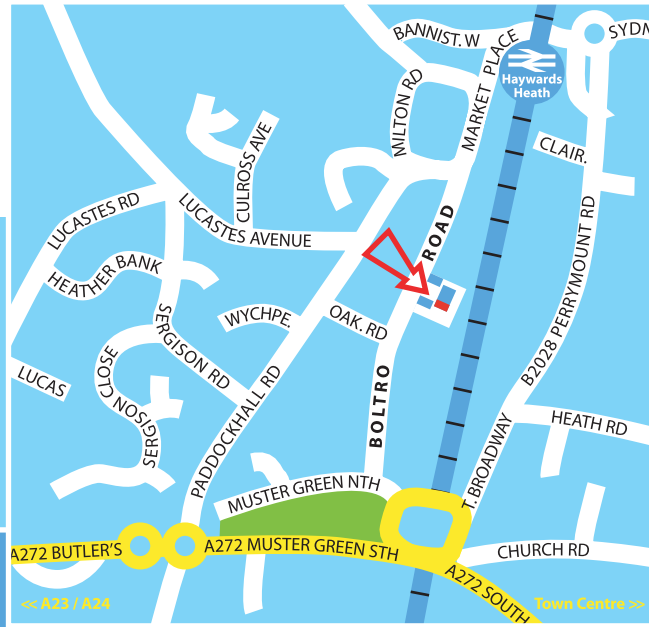 BANNIST. W
SYDM
MARKET PLACE
Haywards
Heath
MILTON RD
CLAIR.
CULROSS AVE
LUCASTES RD
LUCASTES AVENUE
ROAD
HEATHER BANK
B2028 PERRYMOUNT RD
WYCHPE.
OAK. RD
SERGISON RD
SERGISON CLOSE
LUCAS
BOLTRO
PADDOCKHALL RD
HEATH RD
T. BROADWAY
MUSTER GREEN NTH
A272 BUTLER'S
A272 MUSTER GREEN STH
CHURCH RD
A272 SOUTH
<< A23 / A24
Town Centre >>